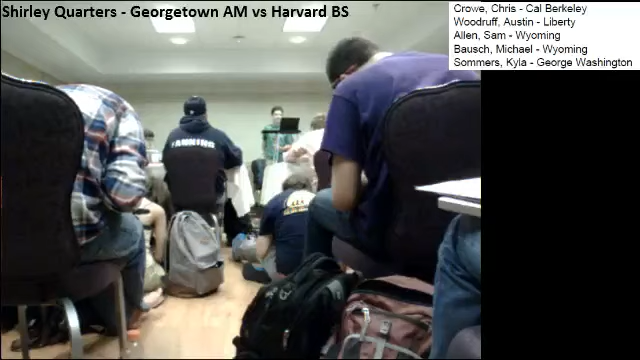 Shirley Quarters - Georgetown AM vs Harvard BS
Crowe, Chris - Cal Berkeley
Woodruff, Austin - Liberty
Allen, Sam - Wyoming
Bausch, Michael - Wyoming
Sommers, Kyla - George Washington